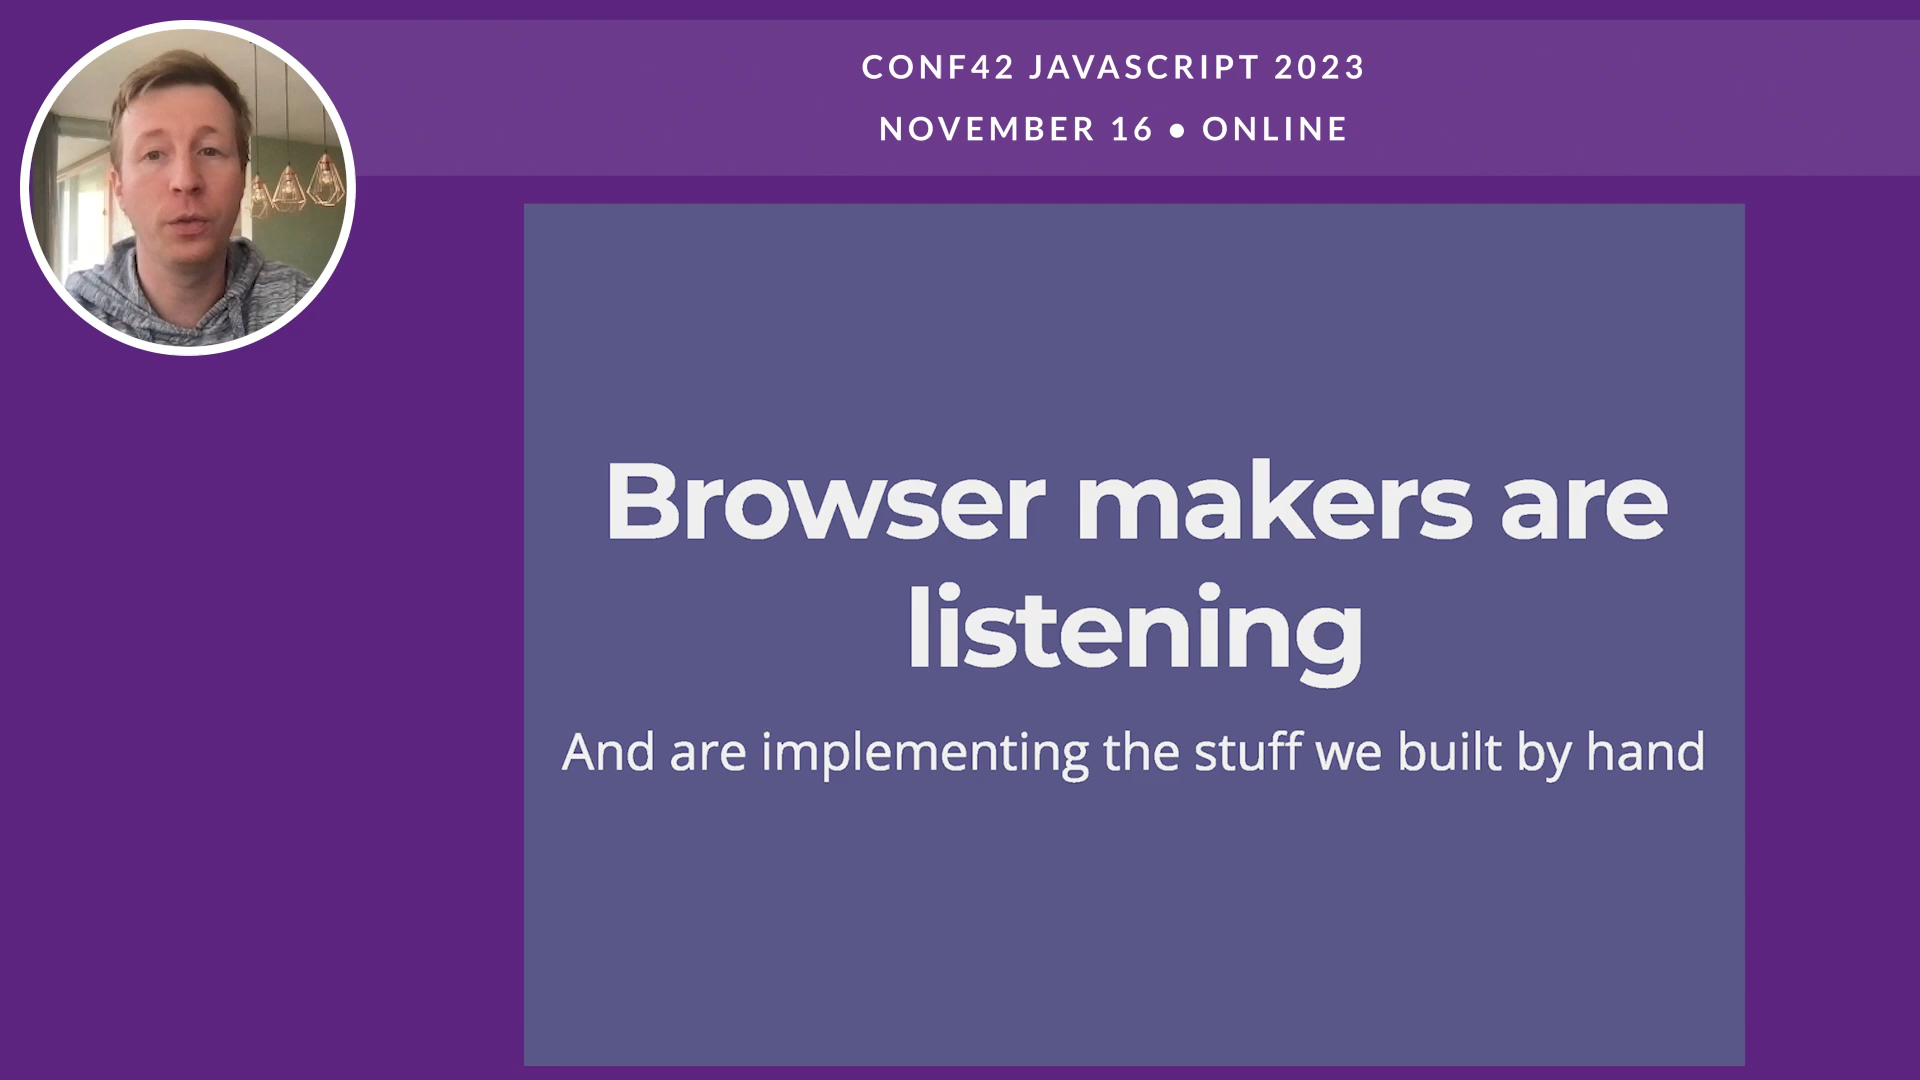 CONF42 JAVASCRIPT 2023
NOVEMBER 16 • ONLINE
Browser makers are
listening
And are implementing the stuff we built by hand